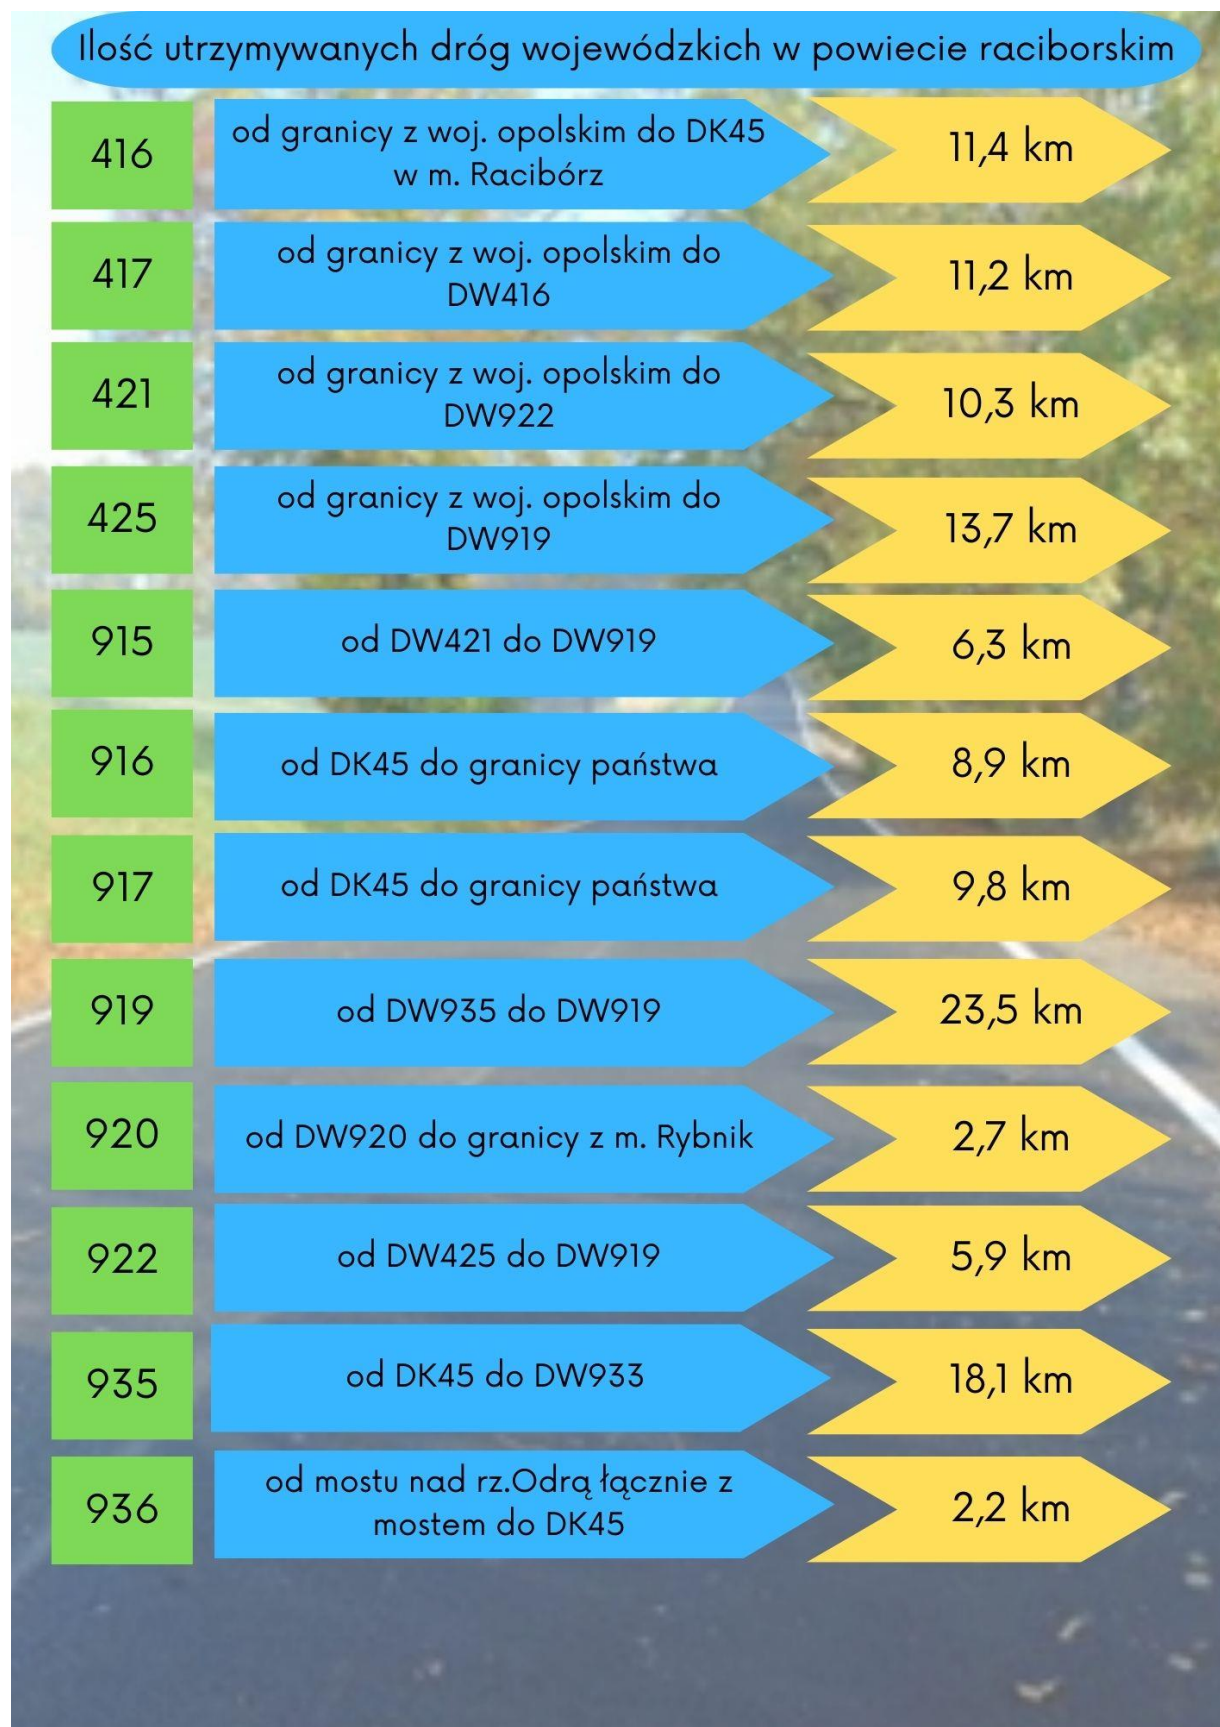 Ilość utrzymywanych dróg wojewódzkich w powiecie raciborskim
416
od granicy z woj. opolskim do DK45
w m. Racibórz
11,4 km
417
od granicy z woj. opolskim do
DW416
11,2 km
421
od granicy z woj. opolskim do
DW922
10,3 km
425
od granicy z woj. opolskim do
DW919
13,7 km
915
od DW421 do DW919
6,3 km
916
od DK45 do granicy państwa
8,9 km
917
od DK45 do granicy państwa
9,8 km
919
od DW935 do DW919
23,5 km
920
od DW920 do granicy z m. Rybnik
2,7 km
922
od DW425 do DW919
5,9 km
935
od DK45 do DW933
18,1 km
936
od mostu nad rz.Odrą łącznie z
mostem do DK45
2,2 km